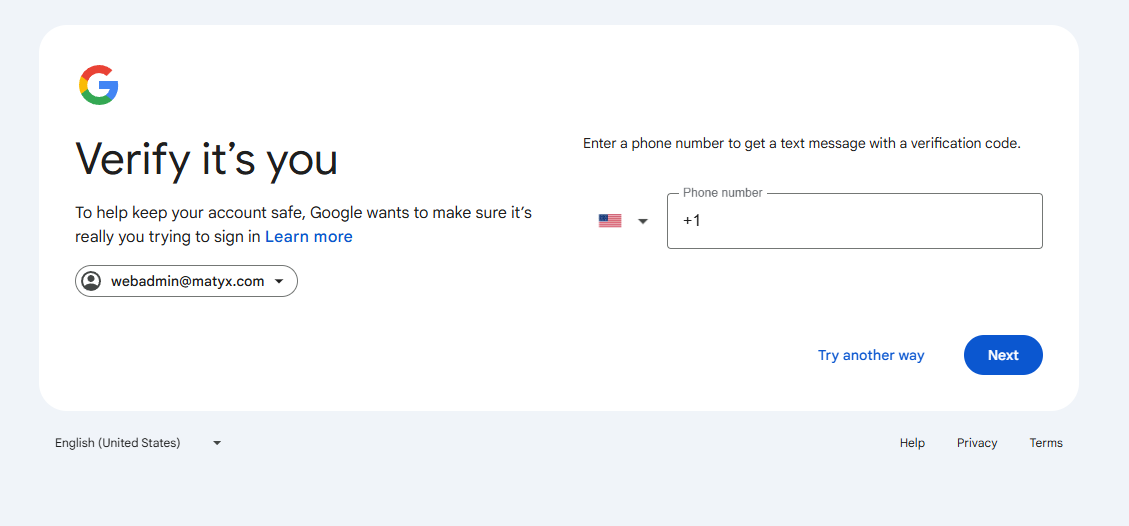 Verify it’s you
To help keep your account safe, Google wants to make sure it’s
really you trying to sign in Learn more
webadmin@matyx.com
Enter a phone number to get a text message with a verification code.
Phone number
+1
Try another way
Next
English (United States)
Help
Privacy
Terms